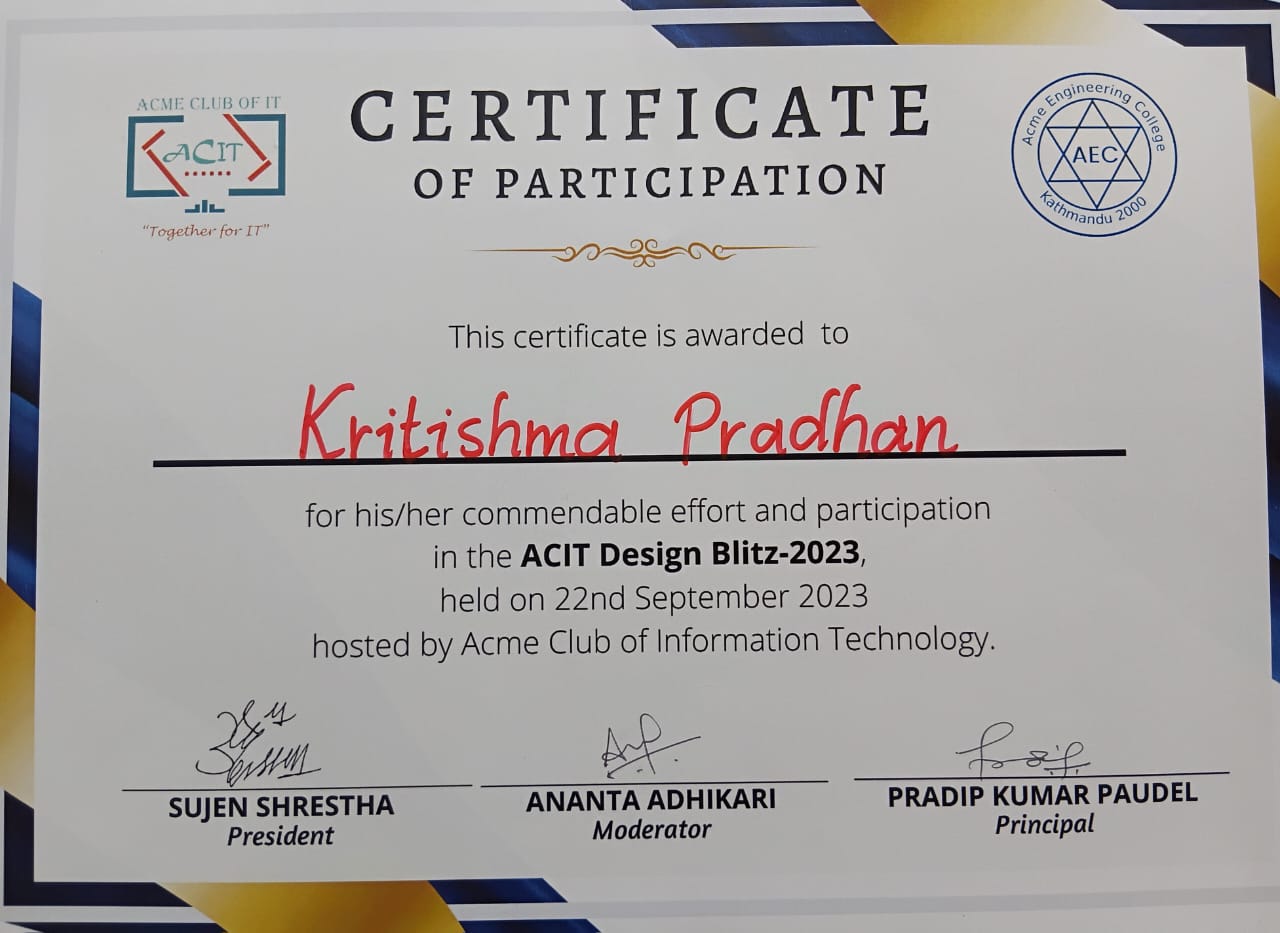 ACME CLUB OF IT
ACIT
"Together for IT"
CERTIFICATE
OF PARTICIPATION
Acme Engineering College
AEC
Kathmandu 2000
This certificate is awarded to
Kritishma Pradhan
for his/her commendable effort and participation
in the ACIT Design Blitz-2023,
held on 22nd September 2023
hosted by Acme Club of Information Technology.
SUJEN SHRESTHA
President
ANANTA ADHIKARI
Moderator
PRADIP KUMAR PAUDEL
Principal